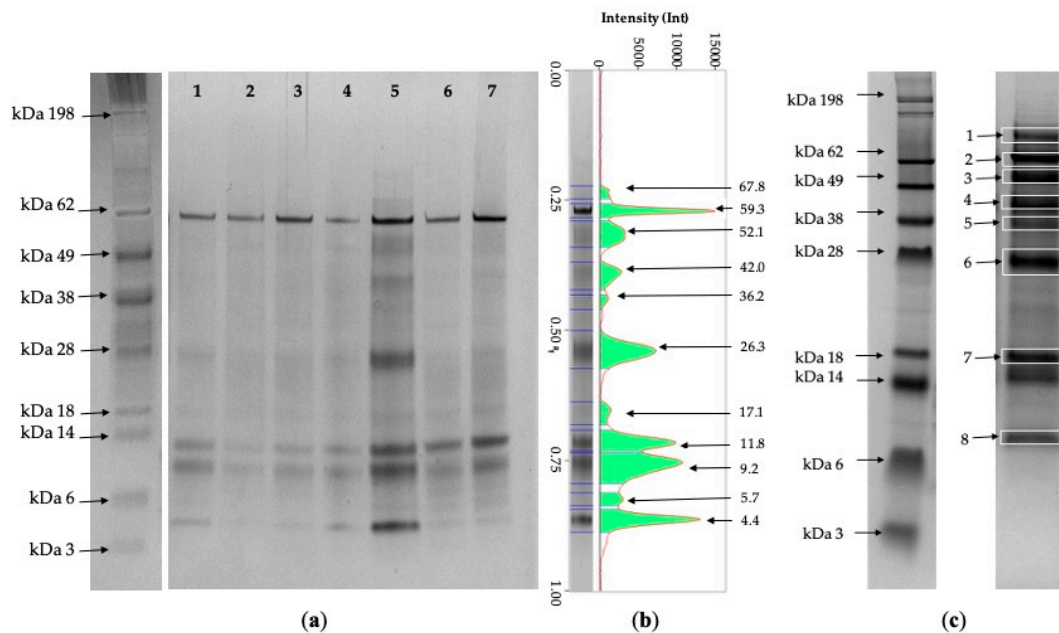 kDa 198
kDa 62
kDa 49
kDa 38
kDa 28
kDa 18
kDa 14
kDa 6
kDa 3
1 2 3 4 5 6 7
(a)
Intensity (Int)
0 5000 10000 15000
0.00
0.25
0.50 Rf
0.75
1.00
67.8
59.3
52.1
42.0
36.2
26.3
17.1
11.8
9.2
5.7
4.4
(b)
kDa 198
kDa 62
kDa 49
kDa 38
kDa 28
kDa 18
kDa 14
kDa 6
kDa 3
1
2
3
4
5
6
7
8
(c)